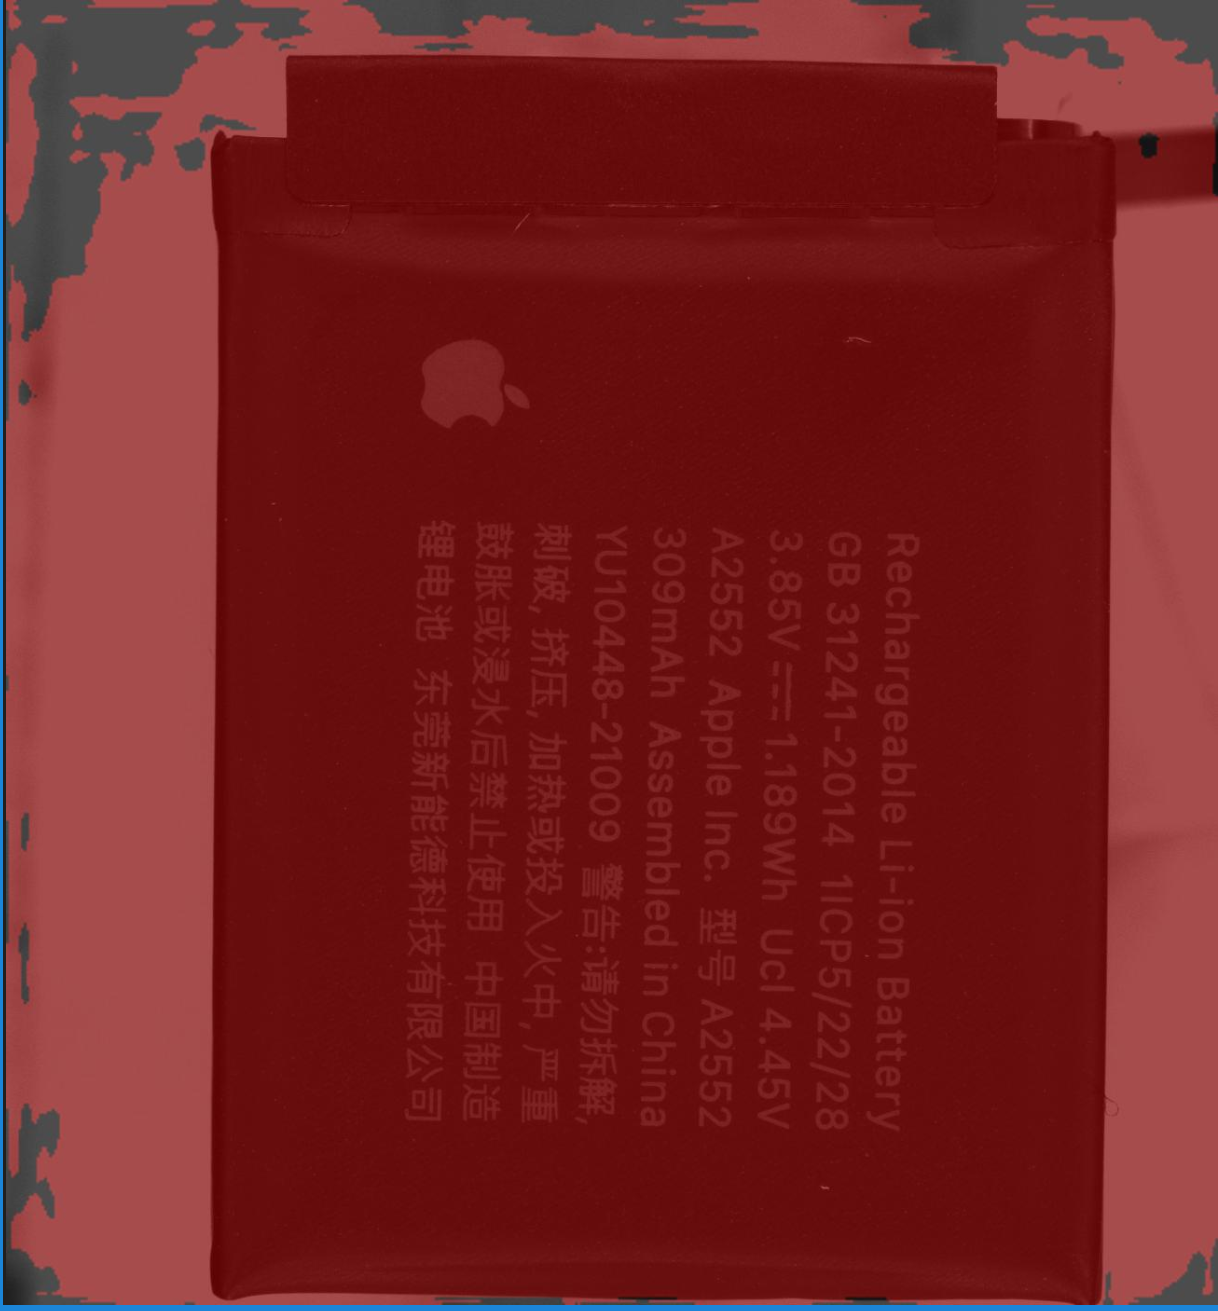 Rechargeable Li-ion Battery
GB 31241-2014 1ICP5/22/28
3.85V⎓1.189Wh Ucl 4.45V
A2552 Apple Inc. 型号 A2552
309mAh Assembled in China
YU10448-21009 警告:请勿拆解,
刺破, 挤压, 加热或投入火中, 严重
鼓胀或浸水后禁止使用 中国制造
锂电池 东莞新能德科技有限公司